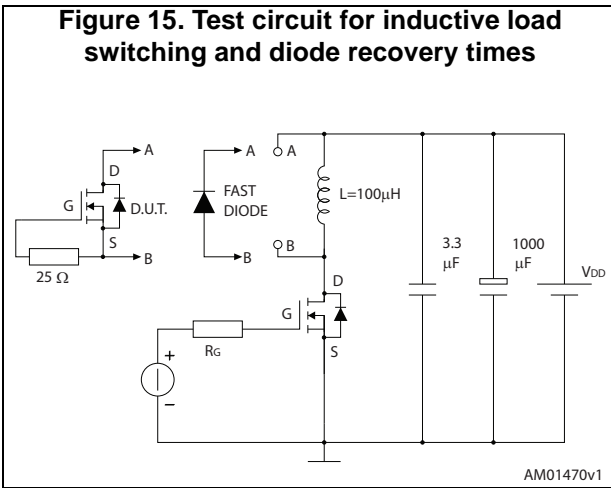 Figure 15. Test circuit for inductive load
switching and diode recovery times
A
D
G
D.U.T.
S
B
25 Ω
A
FAST
DIODE
B
A
L=100µH
B
D
G
S
RG
+
−
3.3
µF
1000
µF
VDD
AM01470v1